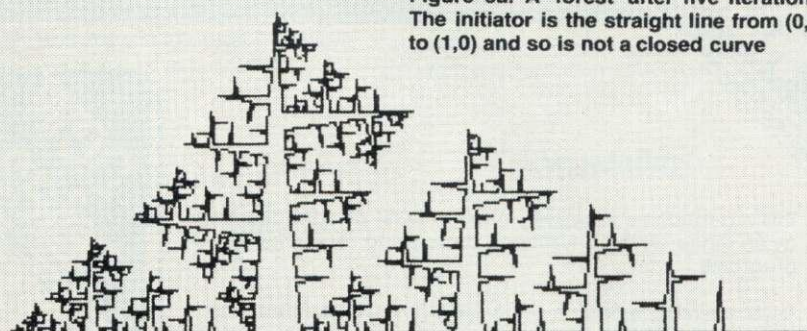 Figure 6a. A 'forest' after five iteration
The initiator is the straight line from (0,
to (1,0) and so is not a closed curve